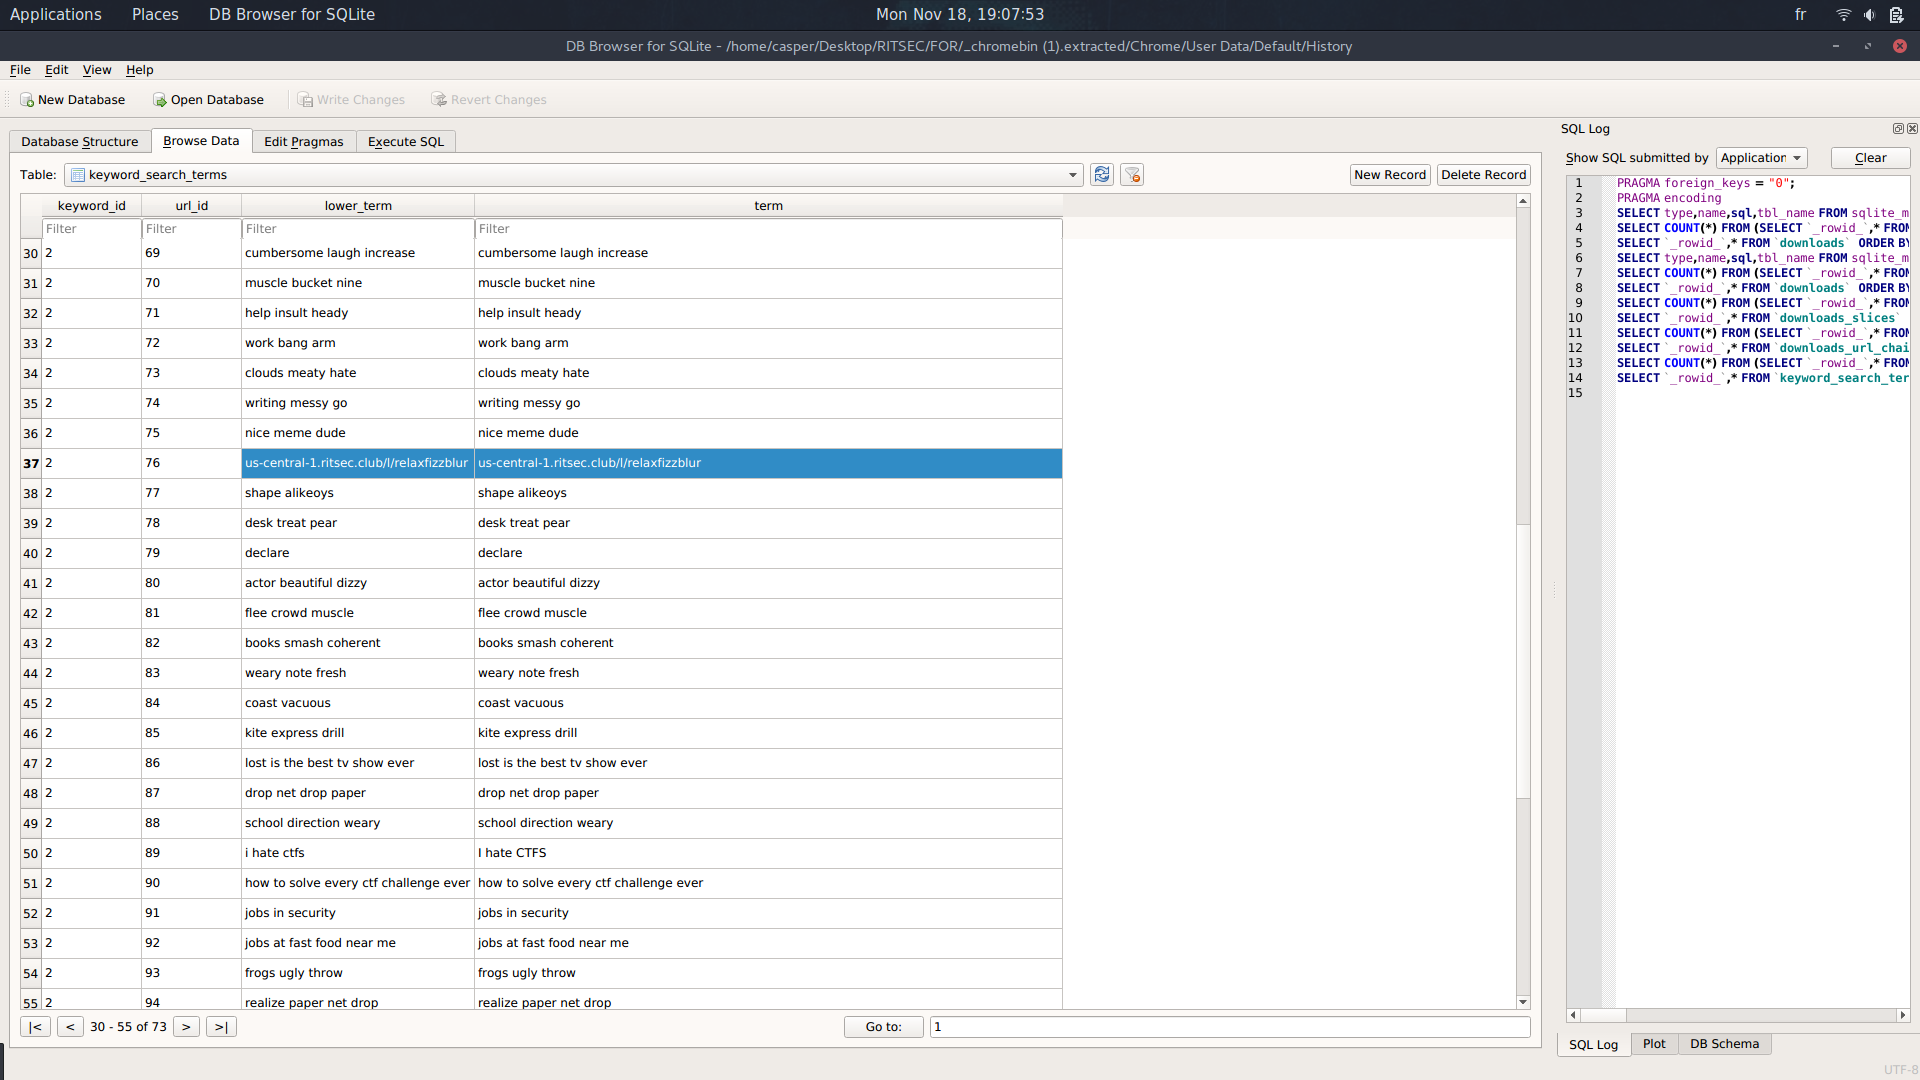 Applications Places DB Browser for SQLite Mon Nov 18, 19:07:53 fr
DB Browser for SQLite - /home/casper/Desktop/RITSEC/FOR/_chromebin (1).extracted/Chrome/User Data/Default/History
File Edit View Help
New Database Open Database Write Changes Revert Changes
Database Structure Browse Data Edit Pragmas Execute SQL
Table: keyword_search_terms New Record Delete Record
keyword_id url_id lower_term term
Filter Filter Filter Filter
30 2 69 cumbersome laugh increase cumbersome laugh increase
31 2 70 muscle bucket nine muscle bucket nine
32 2 71 help insult heady help insult heady
33 2 72 work bang arm work bang arm
34 2 73 clouds meaty hate clouds meaty hate
35 2 74 writing messy go writing messy go
36 2 75 nice meme dude nice meme dude
37 2 76 us-central-1.ritsec.club/l/relaxfizzblur us-central-1.ritsec.club/l/relaxfizzblur
38 2 77 shape alikeoys shape alikeoys
39 2 78 desk treat pear desk treat pear
40 2 79 declare declare
41 2 80 actor beautiful dizzy actor beautiful dizzy
42 2 81 flee crowd muscle flee crowd muscle
43 2 82 books smash coherent books smash coherent
44 2 83 weary note fresh weary note fresh
45 2 84 coast vacuous coast vacuous
46 2 85 kite express drill kite express drill
47 2 86 lost is the best tv show ever lost is the best tv show ever
48 2 87 drop net drop paper drop net drop paper
49 2 88 school direction weary school direction weary
50 2 89 i hate ctfs I hate CTFS
51 2 90 how to solve every ctf challenge ever how to solve every ctf challenge ever
52 2 91 jobs in security jobs in security
53 2 92 jobs at fast food near me jobs at fast food near me
54 2 93 frogs ugly throw frogs ugly throw
55 2 94 realize paper net drop realize paper net drop
|< < 30 - 55 of 73 > >| Go to: 1
SQL Log
Show SQL submitted by Application Clear
1 PRAGMA foreign_keys = "0";
2 PRAGMA encoding
3 SELECT type,name,sql,tbl_name FROM sqlite_m
4 SELECT COUNT(*) FROM (SELECT `_rowid_`,* FROM
5 SELECT `_rowid_`,* FROM `downloads` ORDER BY
6 SELECT type,name,sql,tbl_name FROM sqlite_m
7 SELECT COUNT(*) FROM (SELECT `_rowid_`,* FROM
8 SELECT `_rowid_`,* FROM `downloads` ORDER BY
9 SELECT COUNT(*) FROM (SELECT `_rowid_`,* FROM
10 SELECT `_rowid_`,* FROM `downloads_slices`
11 SELECT COUNT(*) FROM (SELECT `_rowid_`,* FROM
12 SELECT `_rowid_`,* FROM `downloads_url_chai
13 SELECT COUNT(*) FROM (SELECT `_rowid_`,* FROM
14 SELECT `_rowid_`,* FROM `keyword_search_ter
15
SQL Log Plot DB Schema
UTF-8